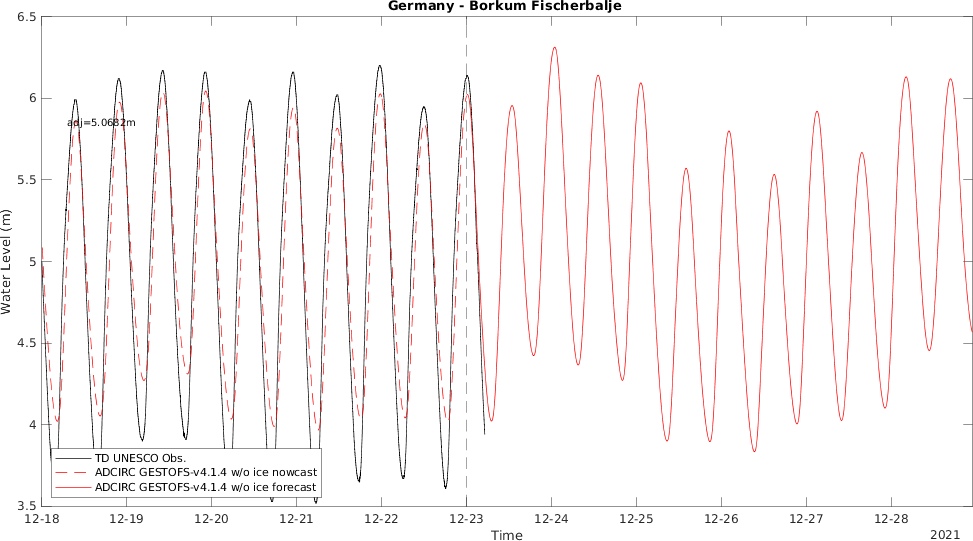 Germany - Borkum Fischerbalje
6.5
6
5.5
5
4.5
4
3.5
Water Level (m)
adj=5.0682m
TD UNESCO Obs.
ADCIRC GESTOFS-v4.1.4 w/o ice nowcast
ADCIRC GESTOFS-v4.1.4 w/o ice forecast
12-18 12-19 12-20 12-21 12-22 12-23 12-24 12-25 12-26 12-27 12-28
Time
2021